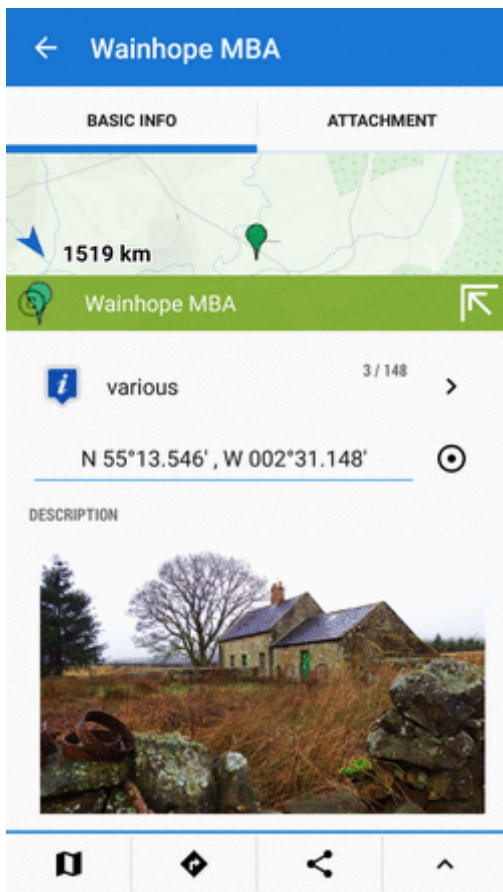 Wainhope MBA
BASIC INFO
ATTACHMENT
1519 km
Wainhope MBA
various
3 / 148
N 55°13.546' , W 002°31.148'
DESCRIPTION